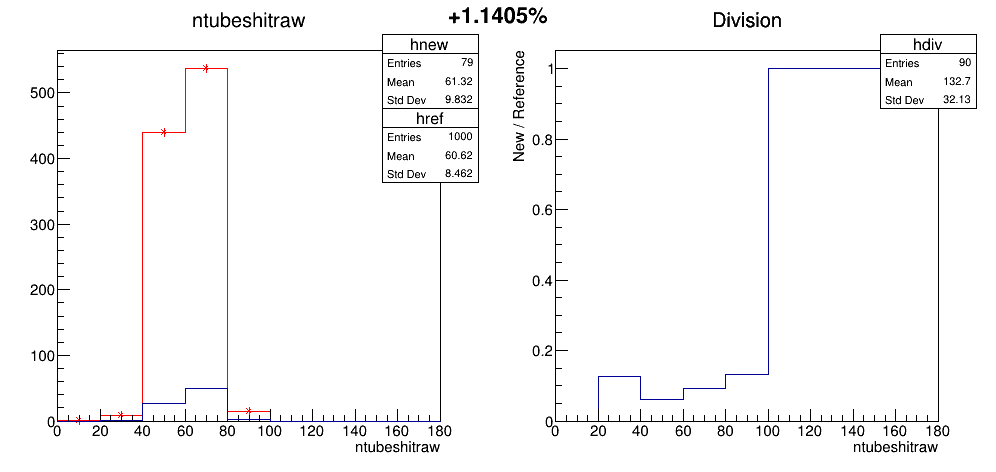 +1.1405%
ntubeshitraw
hnew
Entries 79
Mean 61.32
Std Dev 9.832
href
Entries 1000
Mean 60.62
Std Dev 8.462
500
400
300
200
100
0
0 20 40 60 80 100 120 140 160 180
ntubeshitraw
Division
hdiv
Entries 90
Mean 132.7
Std Dev 32.13
New / Reference
1
0.8
0.6
0.4
0.2
0
0 20 40 60 80 100 120 140 160 180
ntubeshitraw